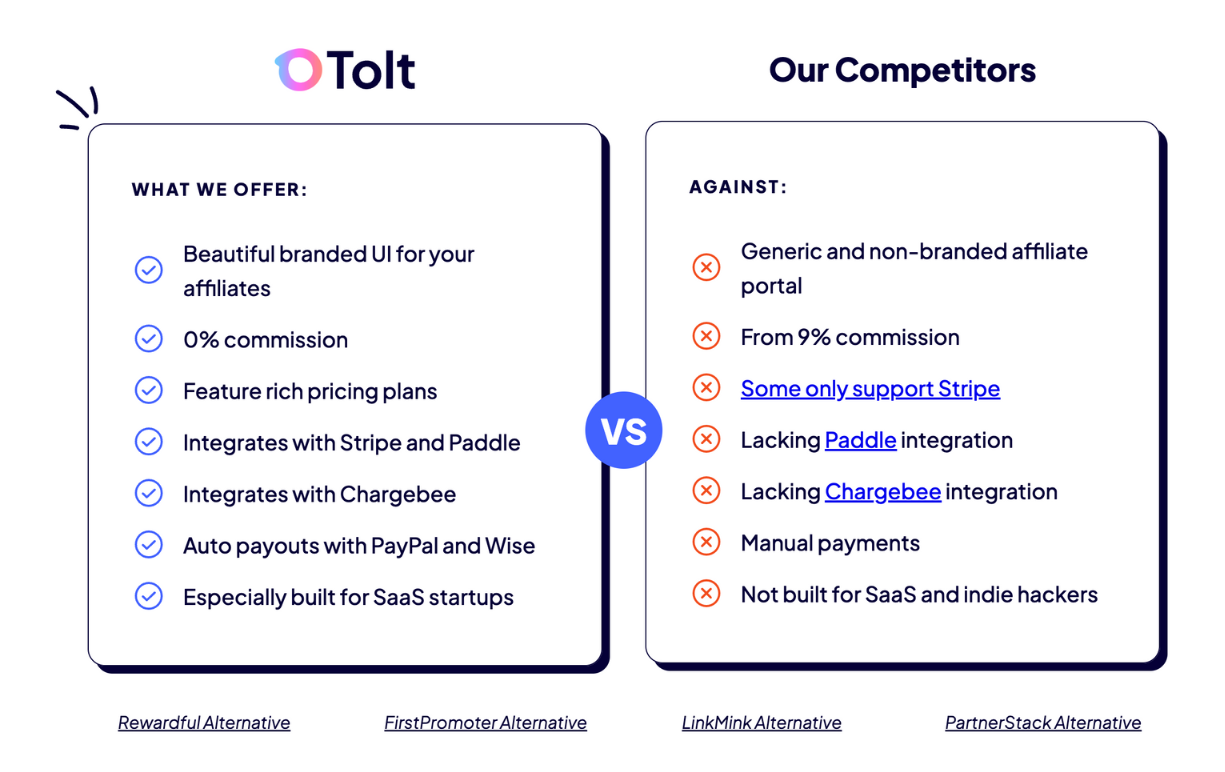 Tolt
WHAT WE OFFER:
Beautiful branded UI for your
affiliates
0% commission
Feature rich pricing plans
Integrates with Stripe and Paddle
Integrates with Chargebee
Auto payouts with PayPal and Wise
Especially built for SaaS startups
VS
Our Competitors
AGAINST:
Generic and non-branded affiliate
portal
From 9% commission
Some only support Stripe
Lacking Paddle integration
Lacking Chargebee integration
Manual payments
Not built for SaaS and indie hackers
Rewardful Alternative
FirstPromoter Alternative
LinkMink Alternative
PartnerStack Alternative